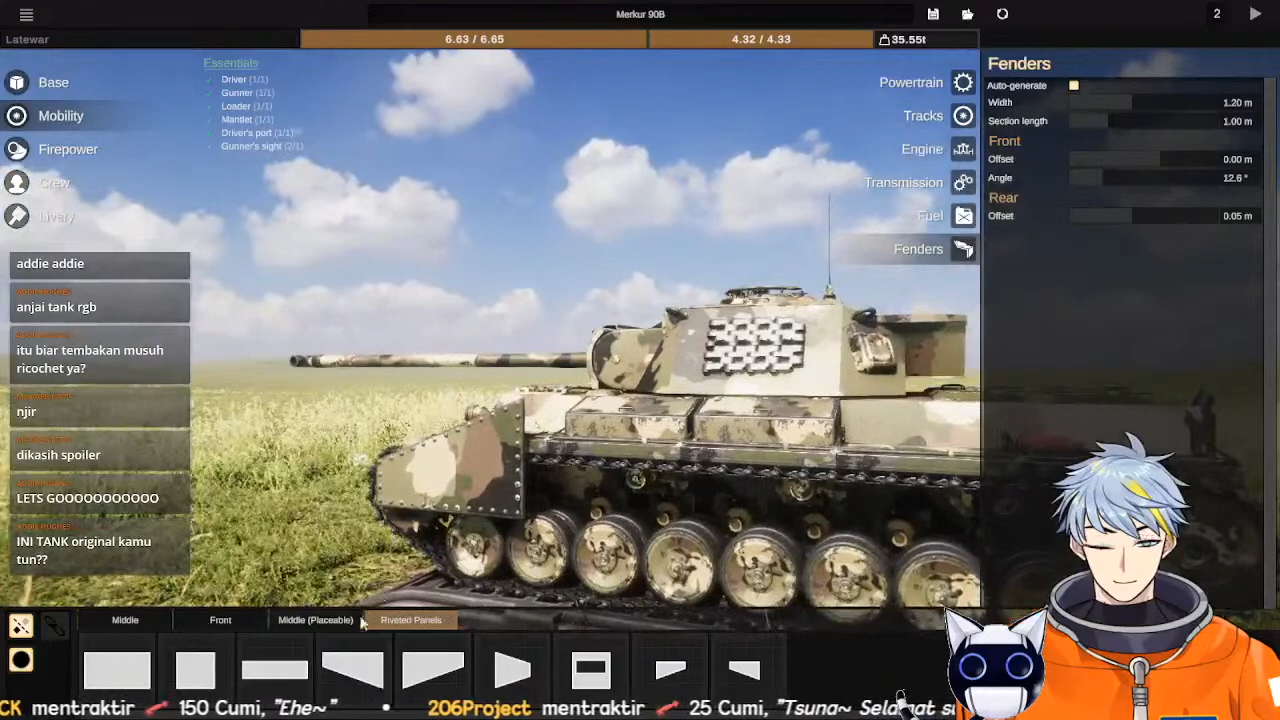 Merkur 90B
2
Latewar
6.63 / 6.65
4.32 / 4.33
35.55t
Essentials
Driver (1/1)
Gunner (1/1)
Loader (1/1)
Mantlet (1/1)
Driver's port (1/1)
Gunner's sight (2/1)
Base
Mobility
Firepower
Crew
Livery
Powertrain
Tracks
Engine
Transmission
Fuel
Fenders
Fenders
Auto-generate
Width 1.20 m
Section length 1.00 m
Front
Offset 0.00 m
Angle 12.6 °
Rear
Offset 0.05 m
addie addie
anjai tank rgb
itu biar tembakan musuh
ricochet ya?
njir
dikasih spoiler
LETS GOOOOOOOOOOO
ADDIE HUGHES
INI TANK original kamu
tun??
Middle
Front
Middle (Placeable)
Riveted Panels
CK mentraktir 150 Cumi, "Ehe~" • 206Project mentraktir 25 Cumi, "Tsuna~ Selamat su